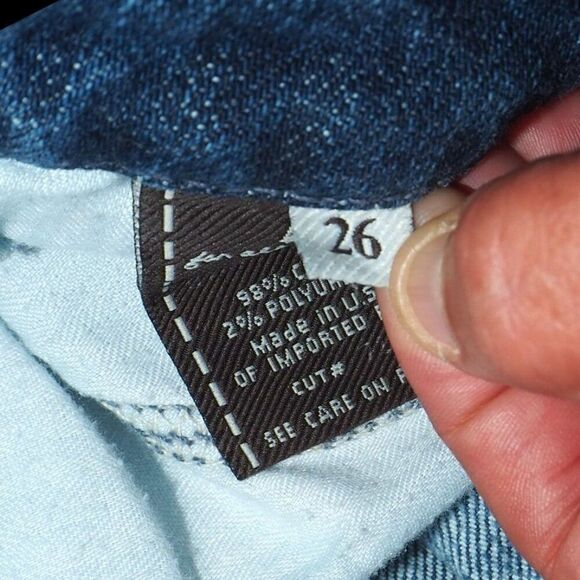 26
98% C
2% POLYU
Made in U.S
OF IMPORTED
CUT#
SEE CARE ON